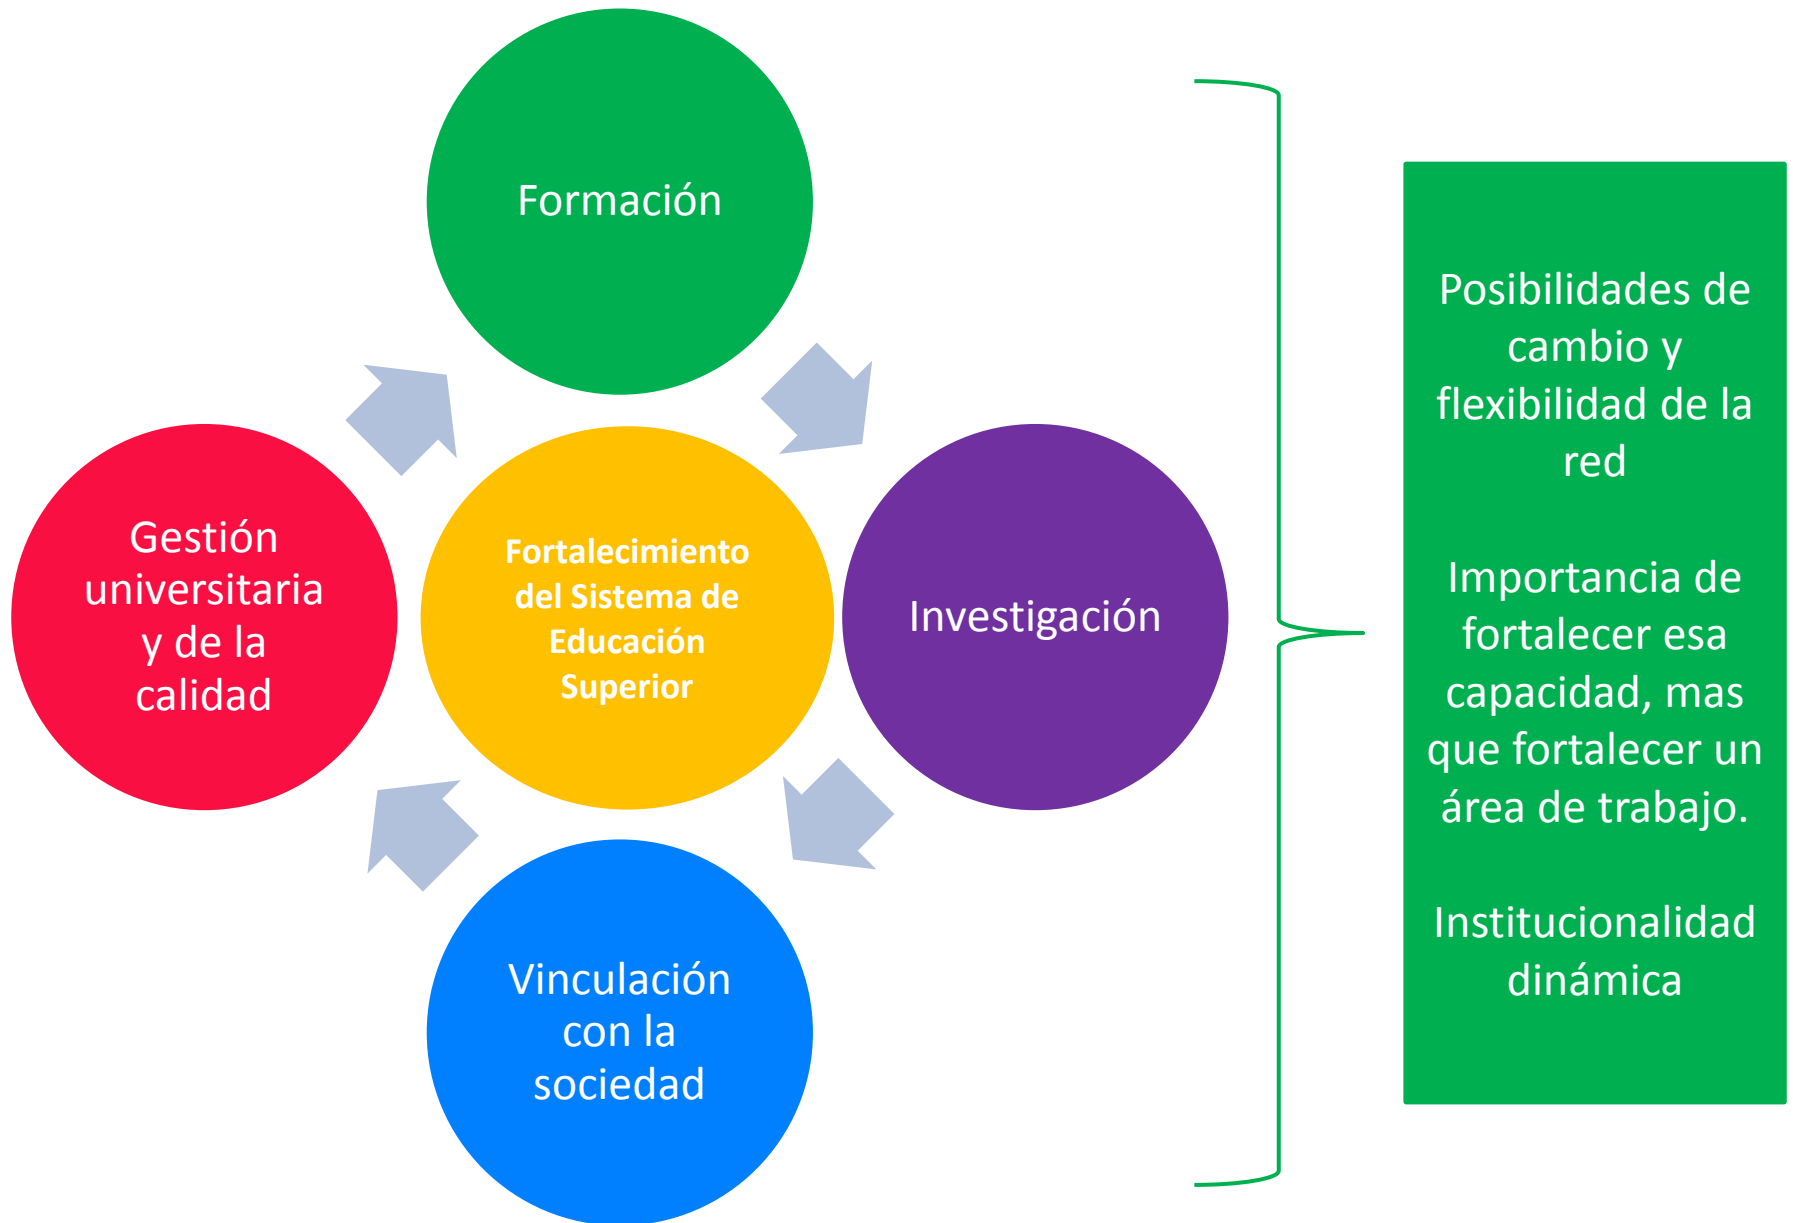 Formación
Gestión
universitaria
y de la
calidad
Fortalecimiento
del Sistema de
Educación
Superior
Investigación
Vinculación
con la
sociedad
Posibilidades de
cambio y
flexibilidad de la
red
Importancia de
fortalecer esa
capacidad, mas
que fortalecer un
área de trabajo.
Institucionalidad
dinámica